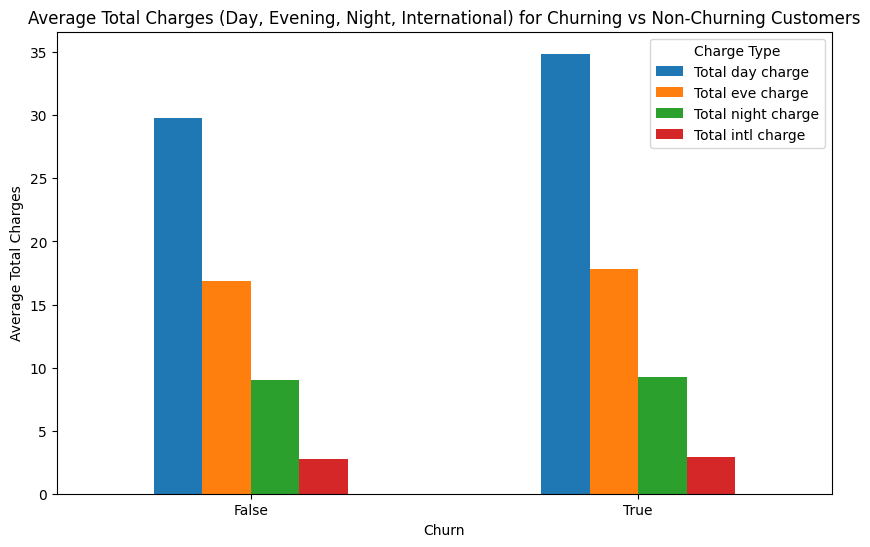 Average Total Charges (Day, Evening, Night, International) for Churning vs Non-Churning Customers
Charge Type
Total day charge
Total eve charge
Total night charge
Total intl charge
Average Total Charges
35
30
25
20
15
10
5
0
False
True
Churn